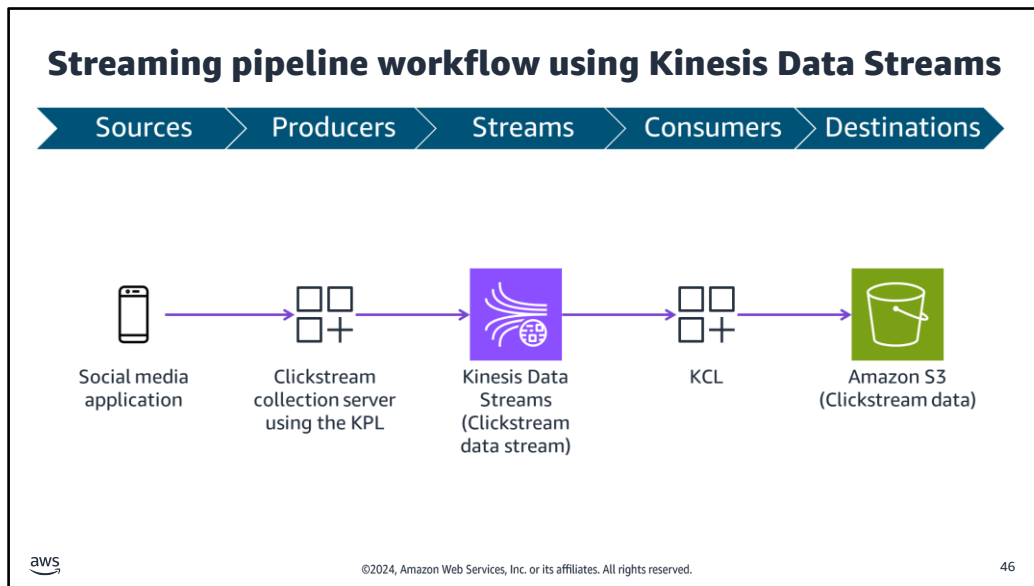 Streaming pipeline workflow using Kinesis Data Streams
Sources
Producers
Streams
Consumers
Destinations
Social media
application
Clickstream
collection server
using the KPL
Kinesis Data
Streams
(Clickstream
data stream)
KCL
Amazon S3
(Clickstream data)
aws
©2024, Amazon Web Services, Inc. or its affiliates. All rights reserved.
46